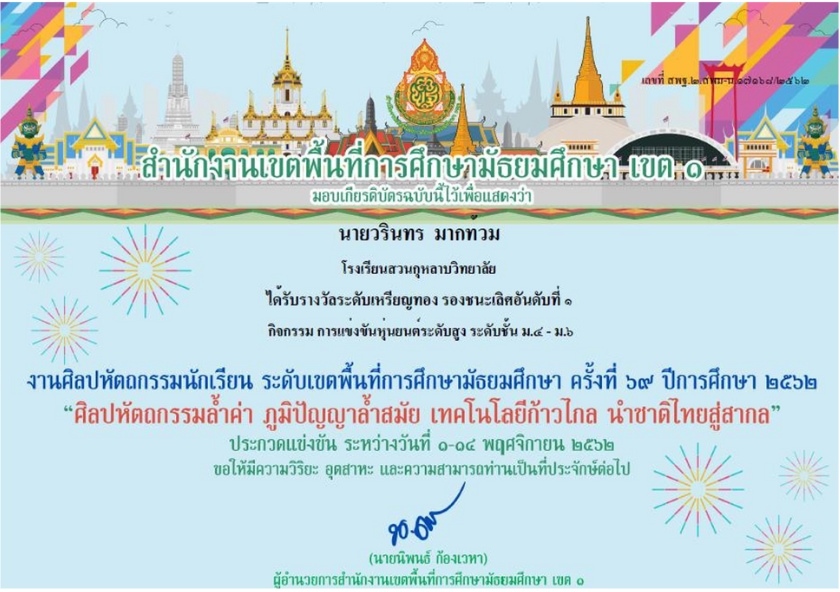 เลขที่ สพฐ.๒.สพม-ป.๑๗๑๖๘/๒๕๖๒
สำนักงานเขตพื้นที่การศึกษามัธยมศึกษา เขต ๑
มอบเกียรติบัตรฉบับนี้ไว้เพื่อแสดงว่า
นายวรินทร มากท้วม
โรงเรียนสวนกุหลาบวิทยาลัย
ได้รับรางวัลระดับเหรียญทอง รองชนะเลิศอันดับที่ ๑
กิจกรรม การแข่งขันหุ่นยนต์ระดับสูง ระดับชั้น ม.๔ - ม.๖
งานศิลปหัตถกรรมนักเรียน ระดับเขตพื้นที่การศึกษามัธยมศึกษา ครั้งที่ ๖๙ ปีการศึกษา ๒๕๖๒
“ศิลปหัตถกรรมล้ำค่า ภูมิปัญญาล้ำสมัย เทคโนโลยีก้าวไกล นำชาติไทยสู่สากล”
ประกวดแข่งขัน ระหว่างวันที่ ๑-๑๔ พฤศจิกายน ๒๕๖๒
ขอให้มีความวิริยะ อุตสาหะ และความสามารถท่านเป็นที่ประจักษ์ต่อไป
(นายนิพนธ์ ก้องเวหา)
ผู้อำนวยการสำนักงานเขตพื้นที่การศึกษามัธยมศึกษา เขต ๑